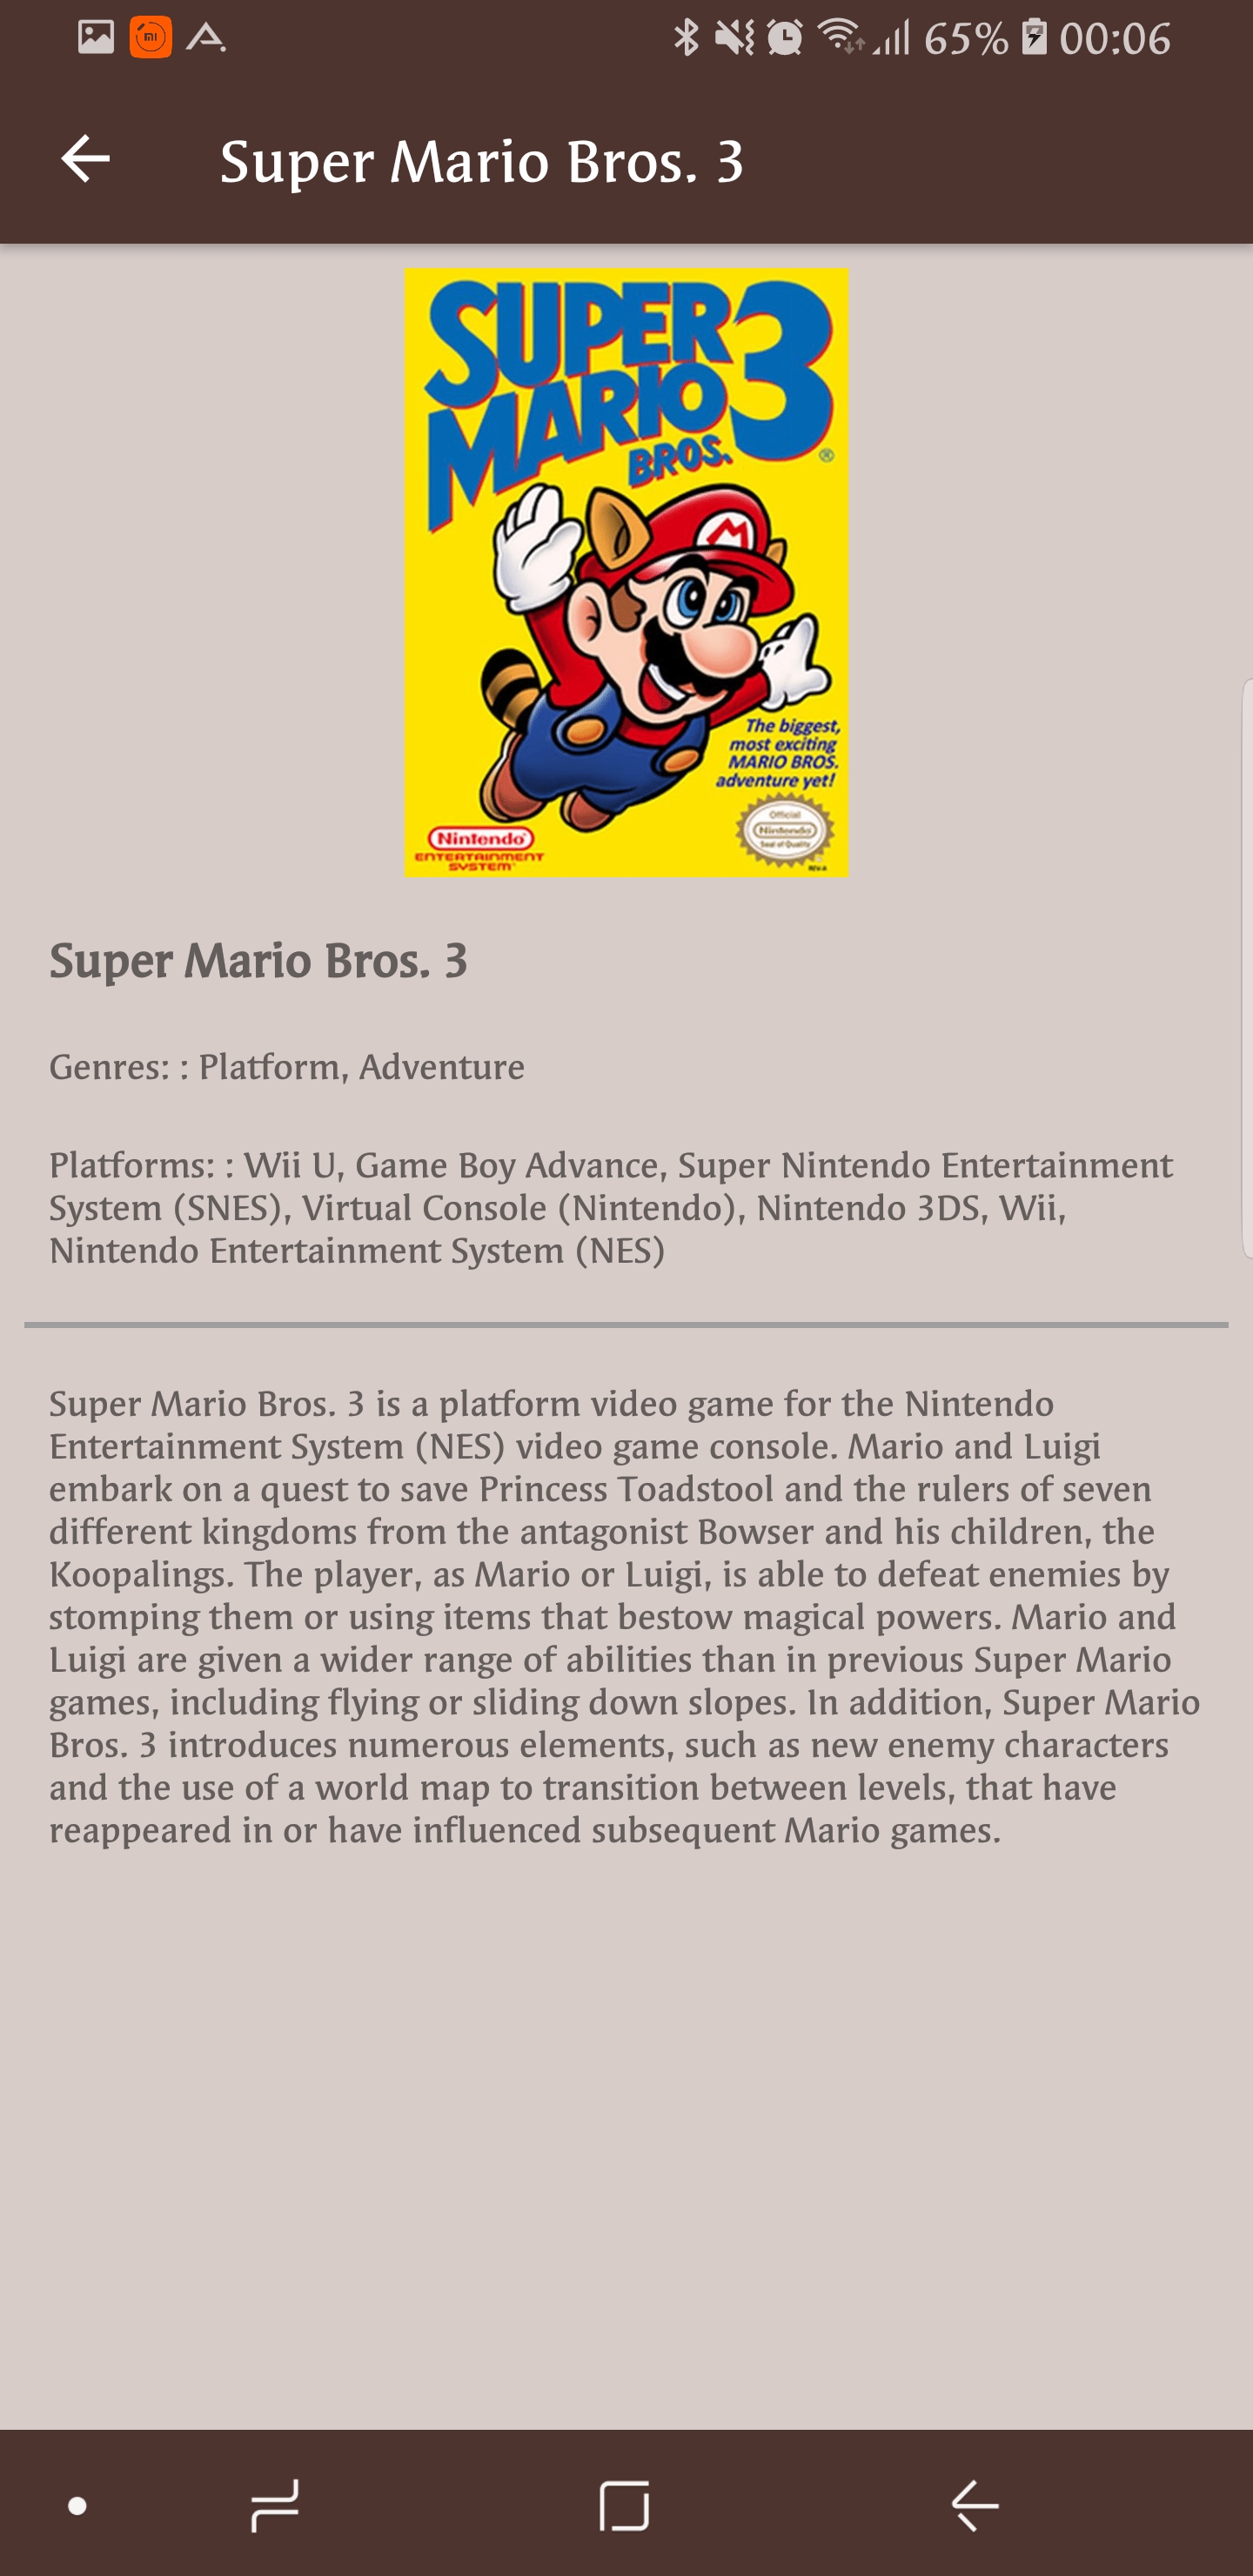 65% 00:06
Super Mario Bros. 3
SUPER
MARIO
BROS. 3
®
The biggest,
most exciting
MARIO BROS.
adventure yet!
Nintendo®
ENTERTAINMENT
SYSTEM™
Official
Nintendo
Seal of Quality
REV-A
Super Mario Bros. 3
Genres: : Platform, Adventure
Platforms: : Wii U, Game Boy Advance, Super Nintendo Entertainment
System (SNES), Virtual Console (Nintendo), Nintendo 3DS, Wii,
Nintendo Entertainment System (NES)
Super Mario Bros. 3 is a platform video game for the Nintendo
Entertainment System (NES) video game console. Mario and Luigi
embark on a quest to save Princess Toadstool and the rulers of seven
different kingdoms from the antagonist Bowser and his children, the
Koopalings. The player, as Mario or Luigi, is able to defeat enemies by
stomping them or using items that bestow magical powers. Mario and
Luigi are given a wider range of abilities than in previous Super Mario
games, including flying or sliding down slopes. In addition, Super Mario
Bros. 3 introduces numerous elements, such as new enemy characters
and the use of a world map to transition between levels, that have
reappeared in or have influenced subsequent Mario games.